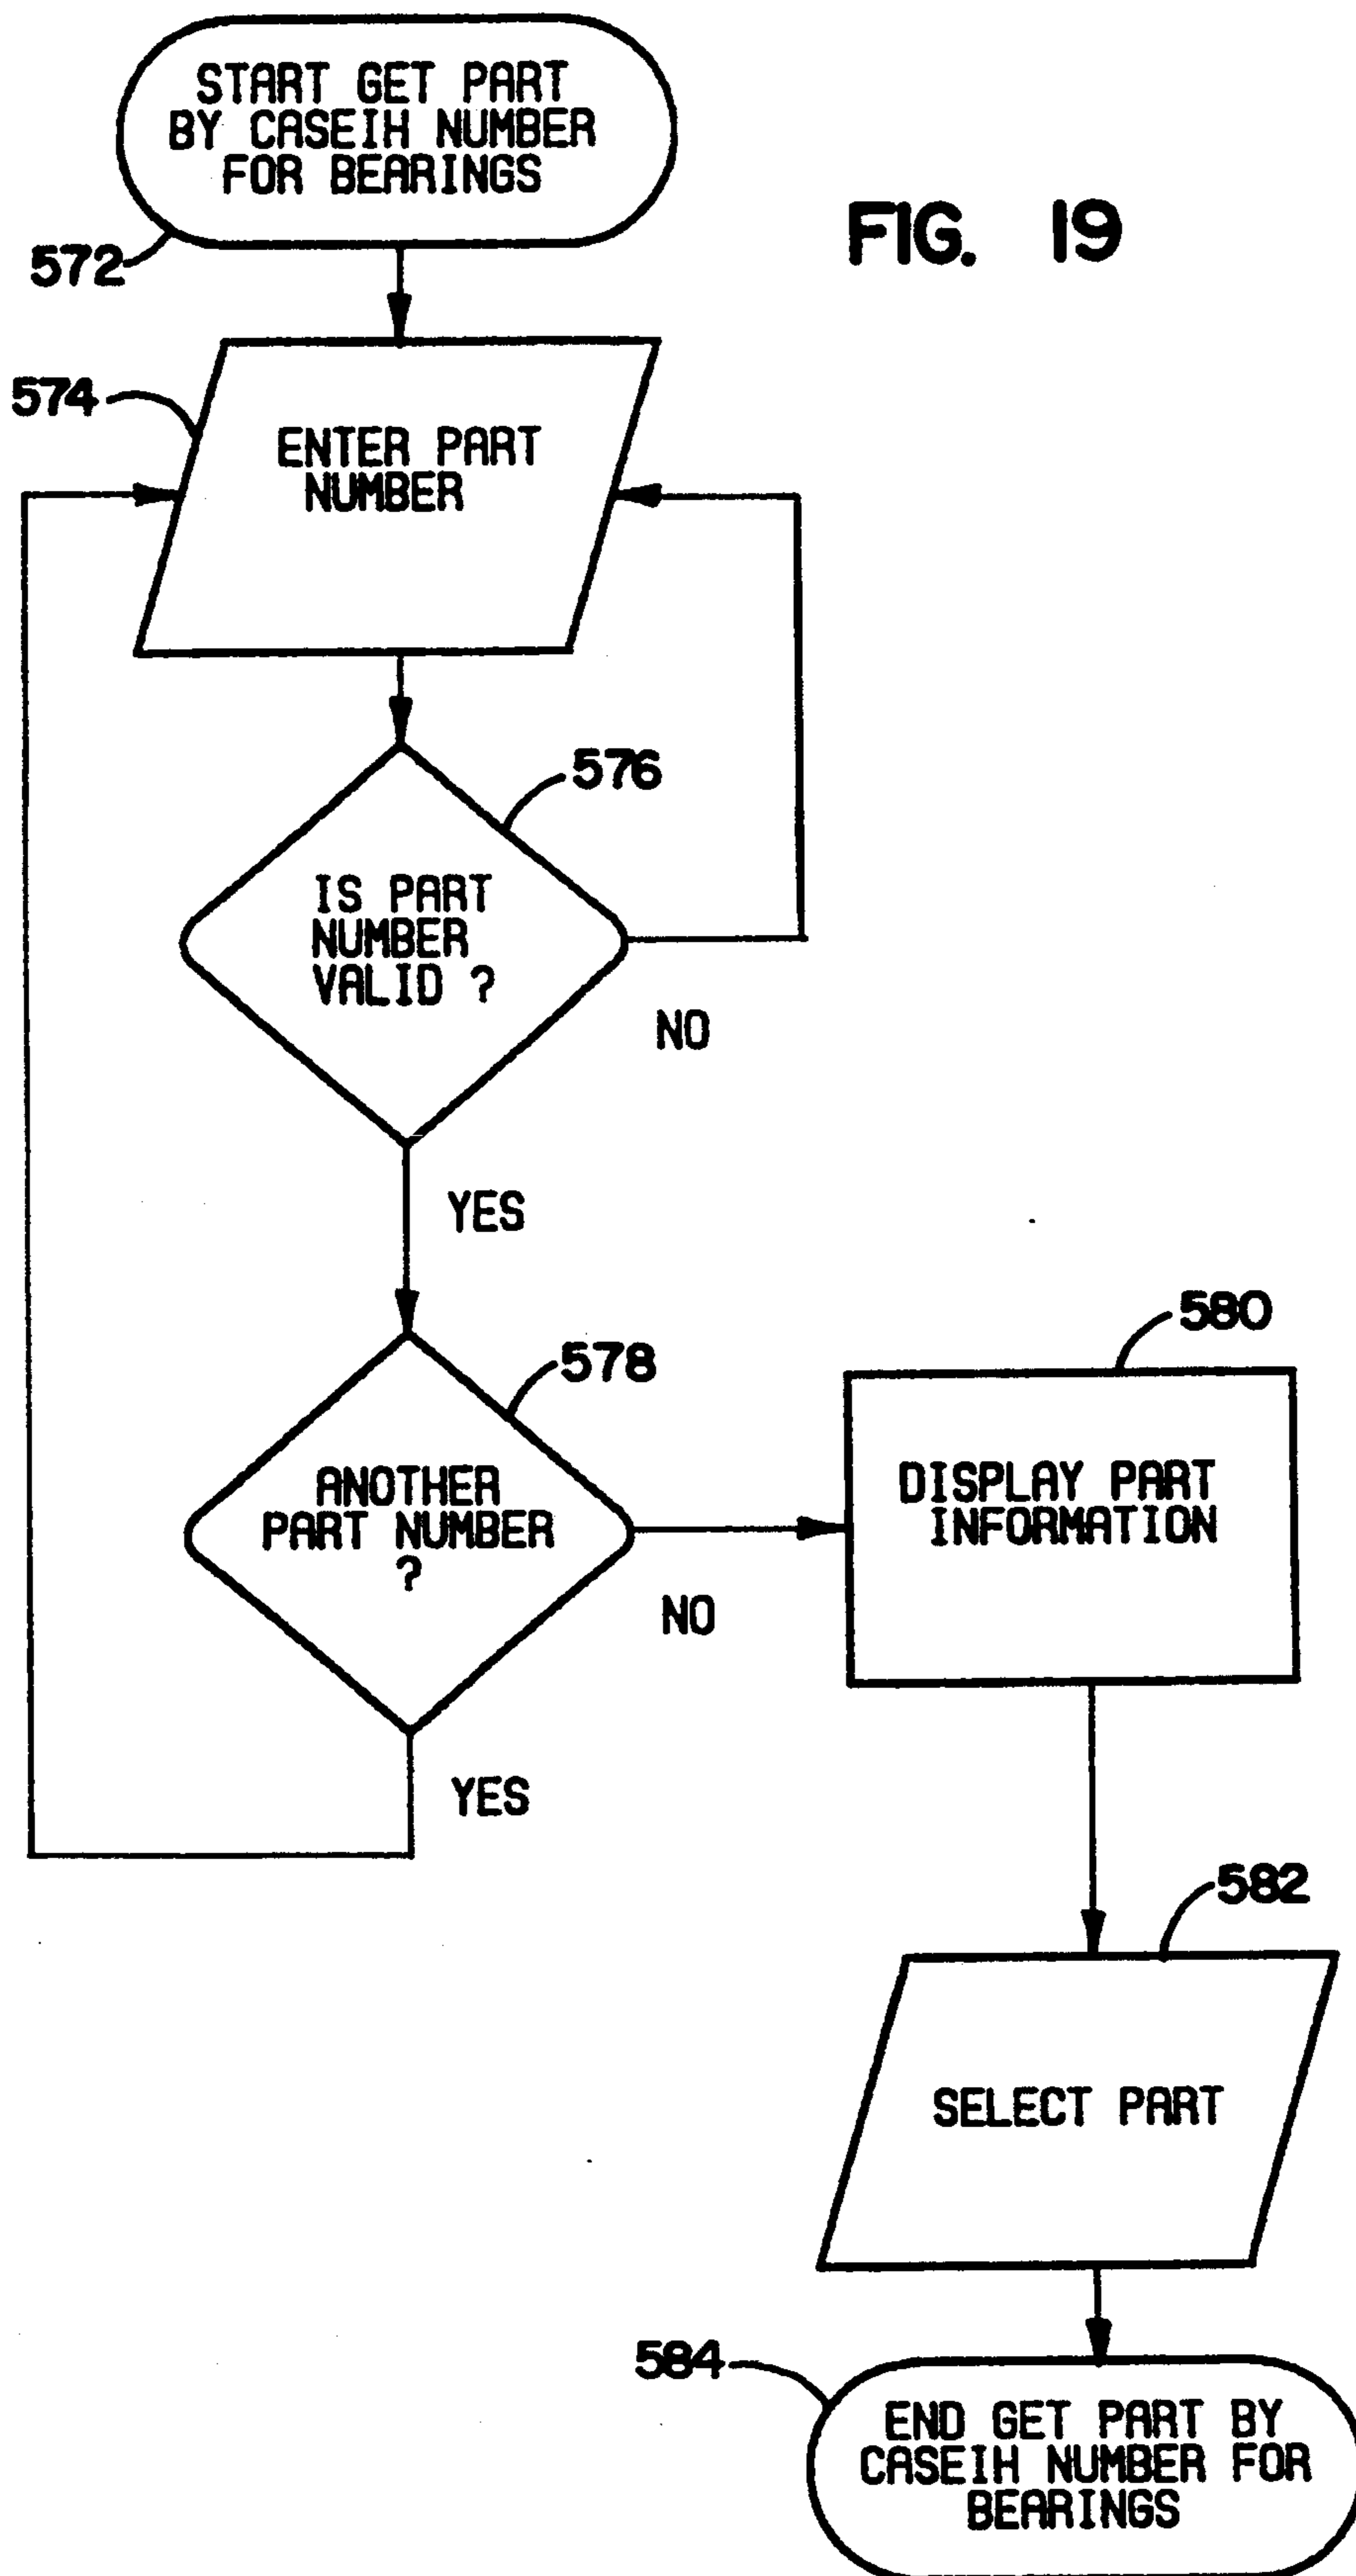 START GET PART
BY CASEIH NUMBER
FOR BEARINGS
572
FIG. 19
574
ENTER PART
NUMBER
576
IS PART
NUMBER
VALID ?
NO
YES
578
ANOTHER
PART NUMBER
?
NO
YES
580
DISPLAY PART
INFORMATION
582
SELECT PART
584
END GET PART BY
CASEIH NUMBER FOR
BEARINGS